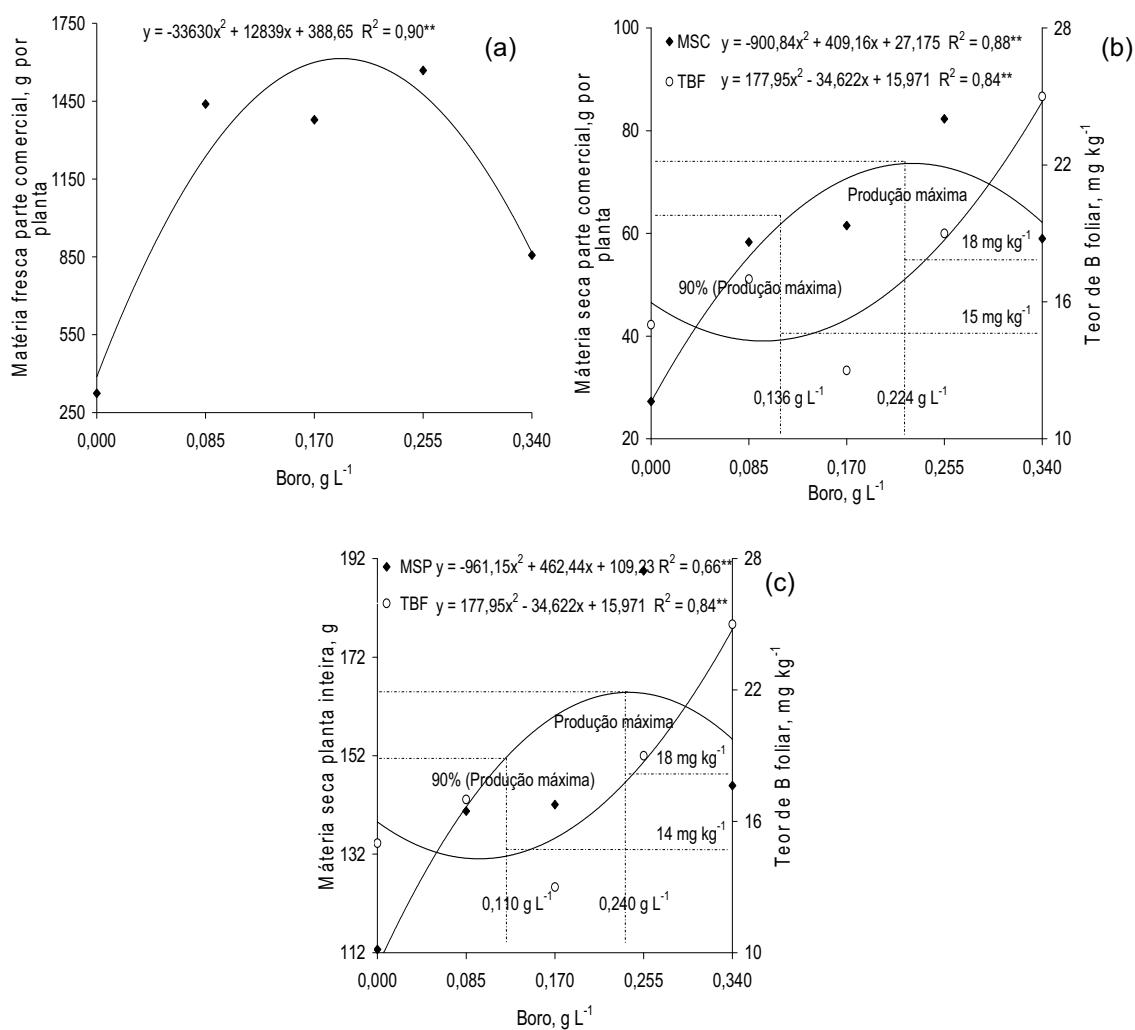 y = -33630x² + 12839x + 388,65 R² = 0,90**
(a)
1750
1450
1150
850
550
250
Matéria fresca parte comercial, g por
planta
0,000 0,085 0,170 0,255 0,340
Boro, g L⁻¹
MSC y = -900,84x² + 409,16x + 27,175 R² = 0,88**
TBF y = 177,95x² - 34,622x + 15,971 R² = 0,84**
(b)
100
80
60
40
20
Máteria seca parte comercial,g por
planta
28
22
16
10
Teor de B foliar, mg kg⁻¹
Produção máxima
18 mg kg⁻¹
90% (Produção máxima)
15 mg kg⁻¹
0,136 g L⁻¹
0,224 g L⁻¹
0,000 0,085 0,170 0,255 0,340
Boro, g L⁻¹
MSP y = -961,15x² + 462,44x + 109,23 R² = 0,66**
TBF y = 177,95x² - 34,622x + 15,971 R² = 0,84**
(c)
192
172
152
132
112
Máteria seca planta inteira, g
28
22
16
10
Teor de B foliar, mg kg⁻¹
Produção máxima
18 mg kg⁻¹
90% (Produção máxima)
14 mg kg⁻¹
0,110 g L⁻¹
0,240 g L⁻¹
0,000 0,085 0,170 0,255 0,340
Boro, g L⁻¹